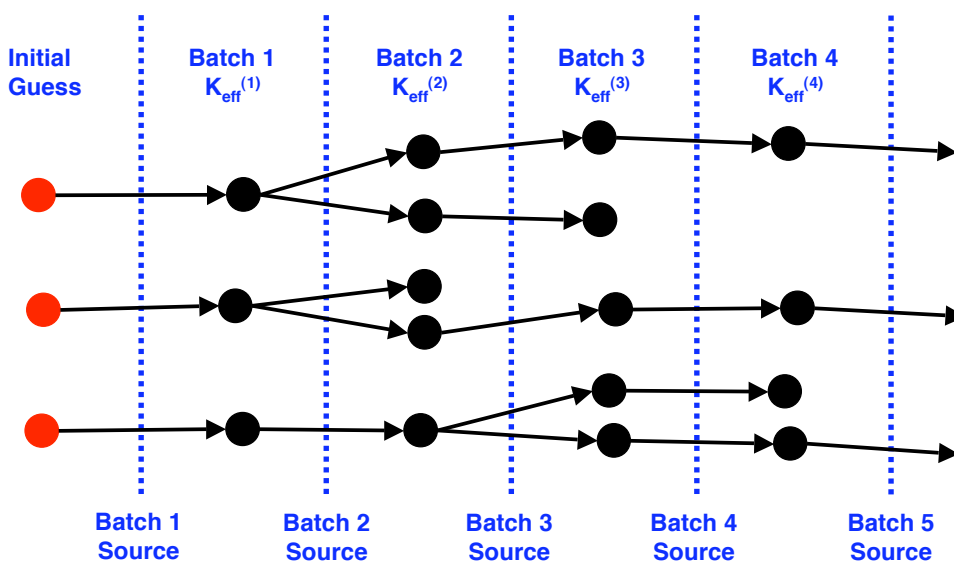 Initial
Guess
Batch 1
Keff(1)
Batch 2
Keff(2)
Batch 3
Keff(3)
Batch 4
Keff(4)
Batch 1
Source
Batch 2
Source
Batch 3
Source
Batch 4
Source
Batch 5
Source